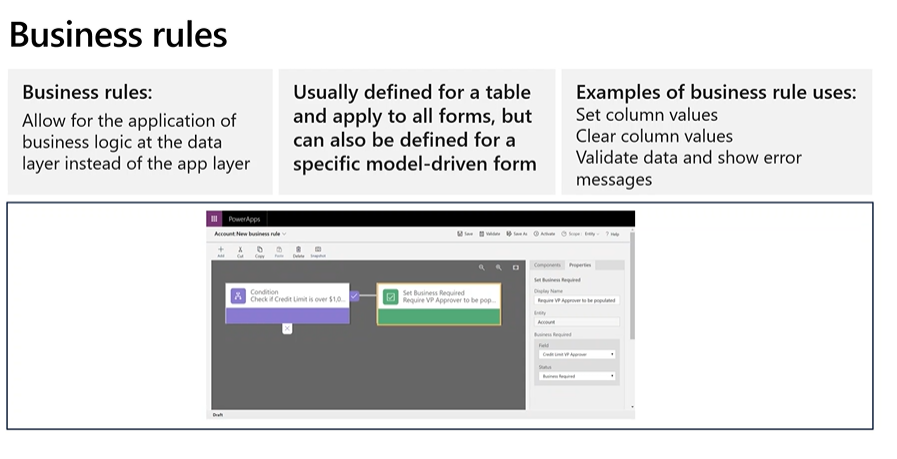 Business rules
Business rules:
Allow for the application of
business logic at the data
layer instead of the app layer
Usually defined for a table
and apply to all forms, but
can also be defined for a
specific model-driven form
Examples of business rule uses:
Set column values
Clear column values
Validate data and show error
messages
PowerApps
Account: New business rule
Save Validate Save As Activate Scope : Entity Help
Add Cut Copy Paste Delete Snapshot
Components Properties
Condition
Check if Credit Limit is over $1,0...
Set Business Required
Require VP Approver to be pop...
Set Business Required
Display Name
Require VP Approver to be populated
Entity
Account
Business Required
Field
Credit Limit VP Approver
Status
Business Required
Draft